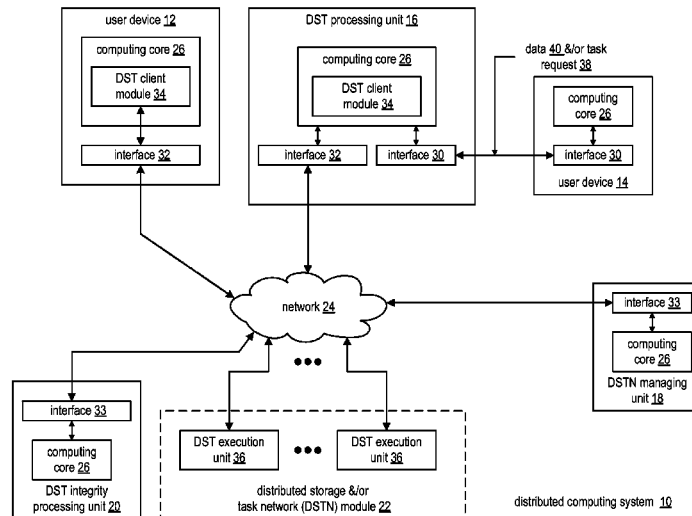 user device 12
computing core 26
DST client
module 34
interface 32
DST processing unit 16
computing core 26
DST client
module 34
interface 32
interface 30
data 40 &/or task
request 38
computing
core 26
interface 30
user device 14
network 24
interface 33
computing
core 26
DSTN managing
unit 18
interface 33
computing
core 26
DST integrity
processing unit 20
DST execution
unit 36
DST execution
unit 36
distributed storage &/or
task network (DSTN) module 22
distributed computing system 10